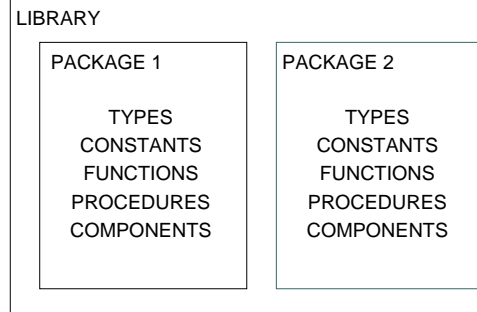 LIBRARY
PACKAGE 1
TYPES
CONSTANTS
FUNCTIONS
PROCEDURES
COMPONENTS
PACKAGE 2
TYPES
CONSTANTS
FUNCTIONS
PROCEDURES
COMPONENTS